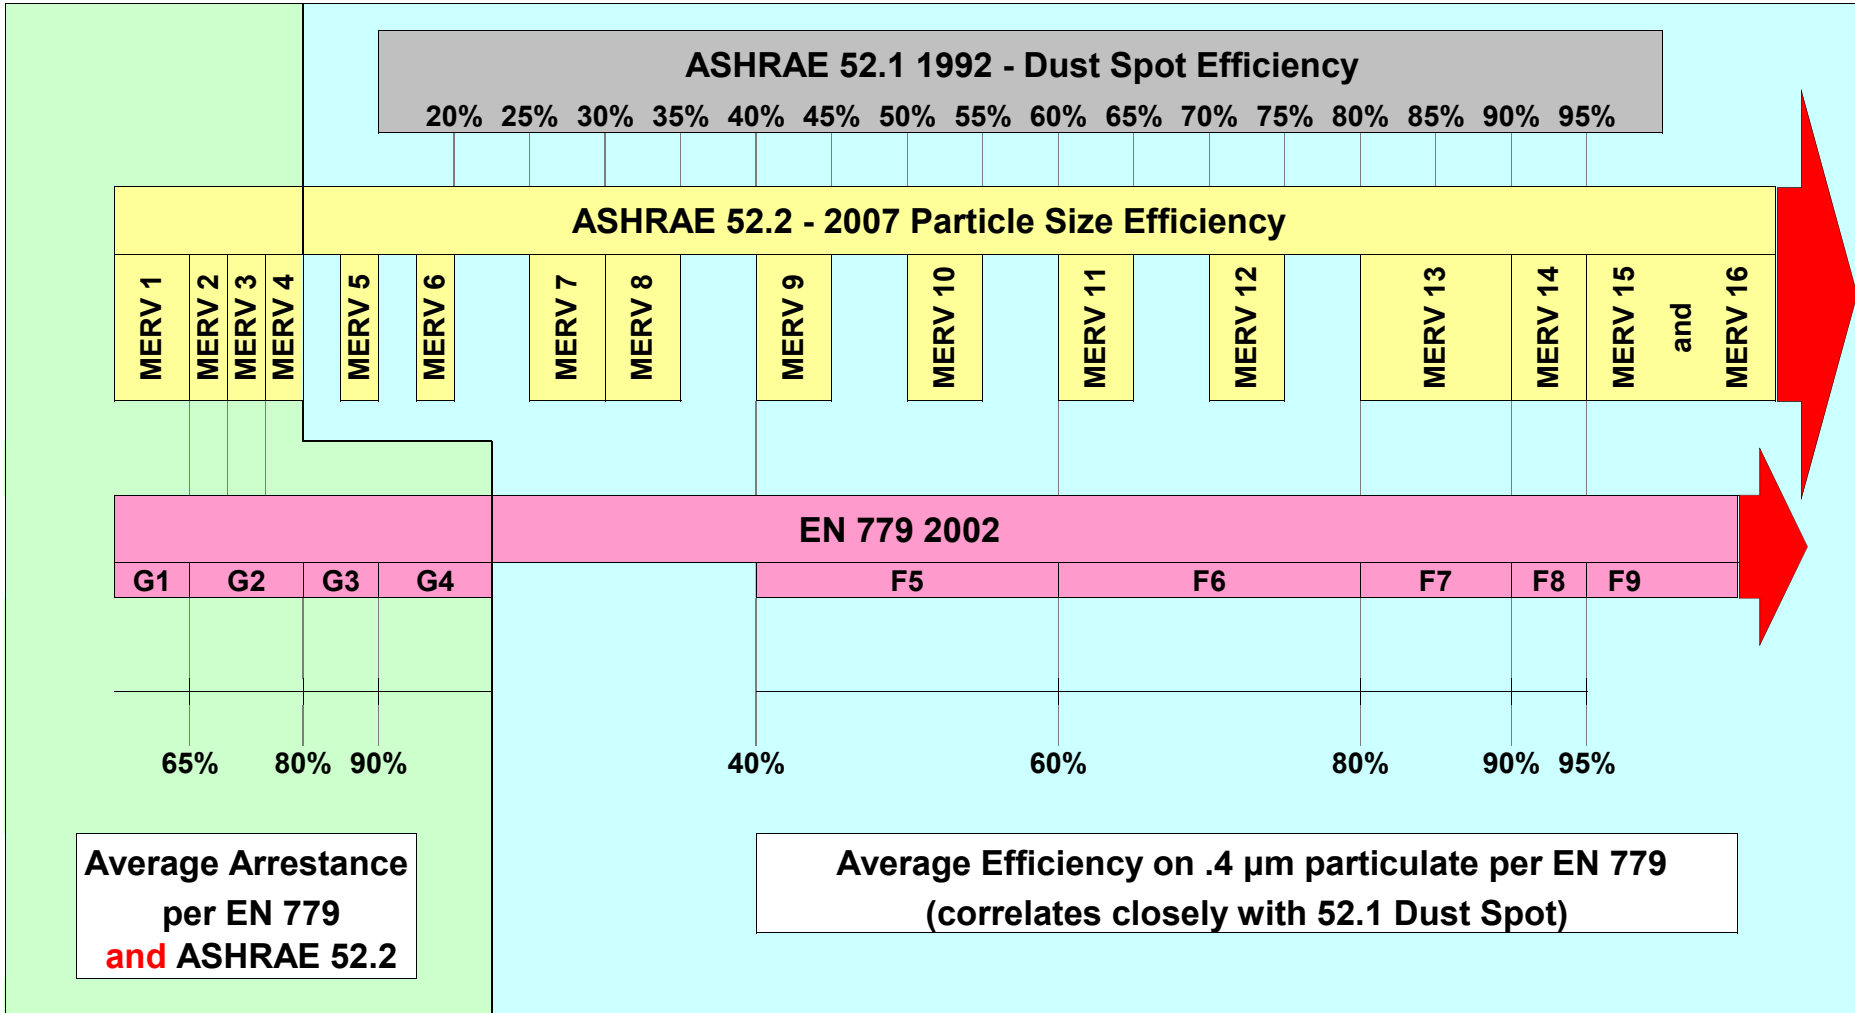 ASHRAE 52.1 1992 - Dust Spot Efficiency
20% 25% 30% 35% 40% 45% 50% 55% 60% 65% 70% 75% 80% 85% 90% 95%
ASHRAE 52.2 - 2007 Particle Size Efficiency
MERV 1
MERV 2
MERV 3
MERV 4
MERV 5
MERV 6
MERV 7
MERV 8
MERV 9
MERV 10
MERV 11
MERV 12
MERV 13
MERV 14
MERV 15
and
MERV 16
EN 779 2002
G1 G2 G3 G4 F5 F6 F7 F8 F9
65% 80% 90% 40% 60% 80% 90% 95%
Average Arrestance
per EN 779
and ASHRAE 52.2
Average Efficiency on .4 µm particulate per EN 779
(correlates closely with 52.1 Dust Spot)